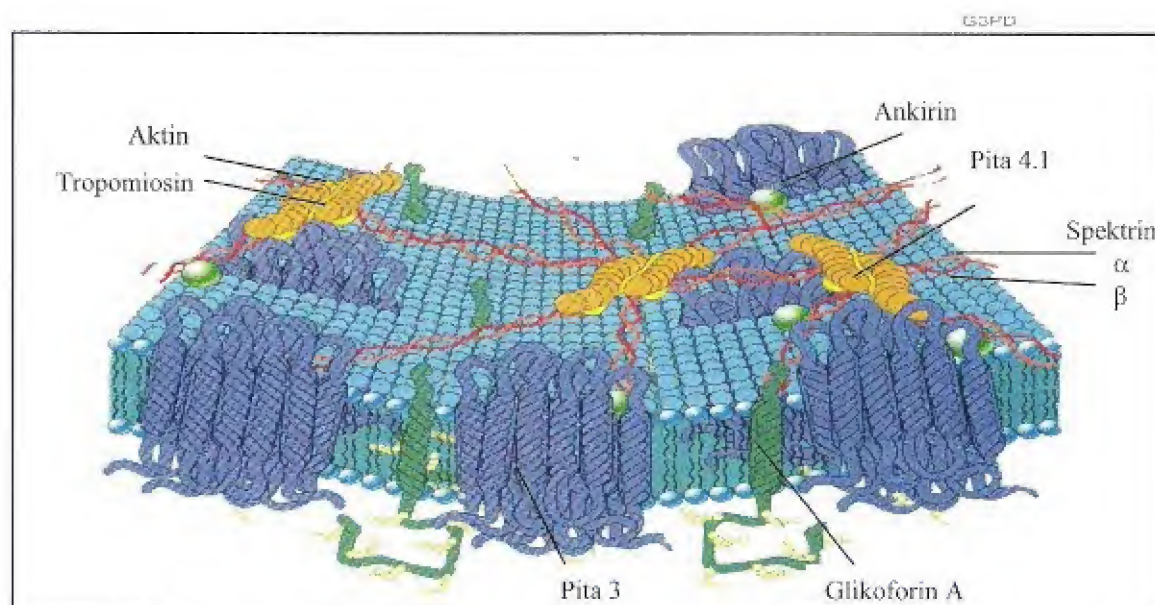 G3PD
Ankirin
Aktin
Pita 4.1
Tropomiosin
Spektrin
α
β
Pita 3
Glikoforin A